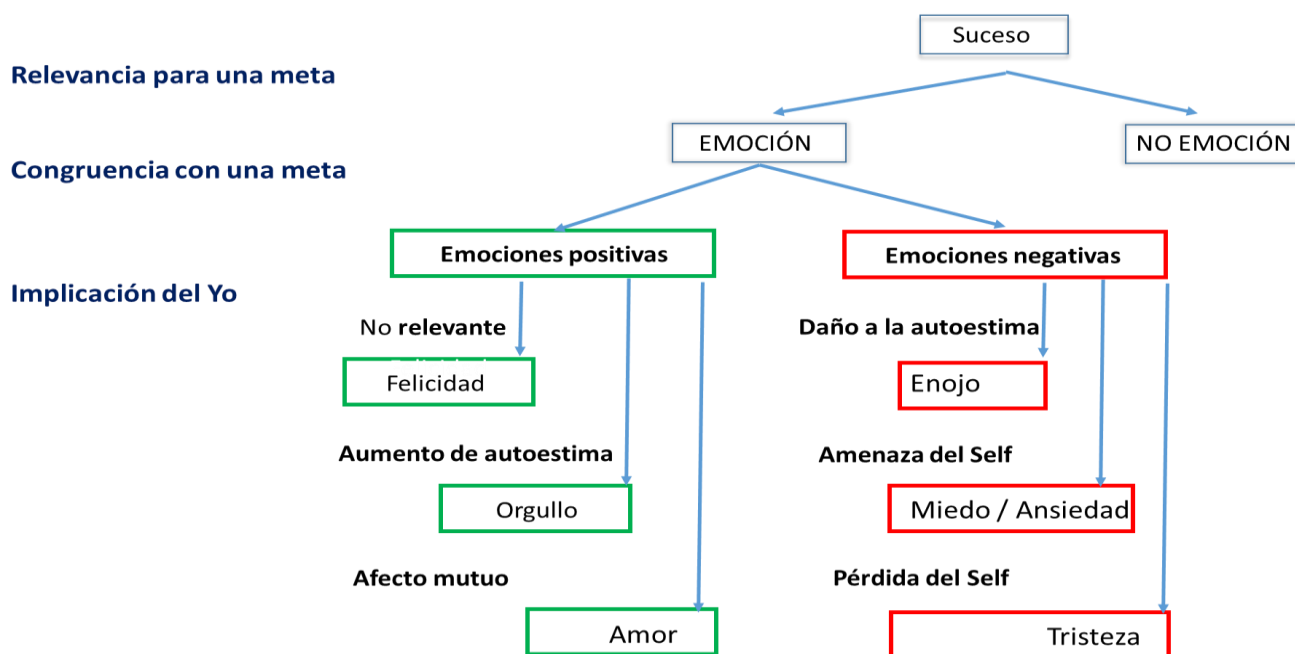 Suceso
Relevancia para una meta
EMOCIÓN
NO EMOCIÓN
Congruencia con una meta
Emociones positivas
Emociones negativas
Implicación del Yo
No relevante
Daño a la autoestima
Felicidad
Enojo
Aumento de autoestima
Amenaza del Self
Orgullo
Miedo / Ansiedad
Afecto mutuo
Pérdida del Self
Amor
Tristeza